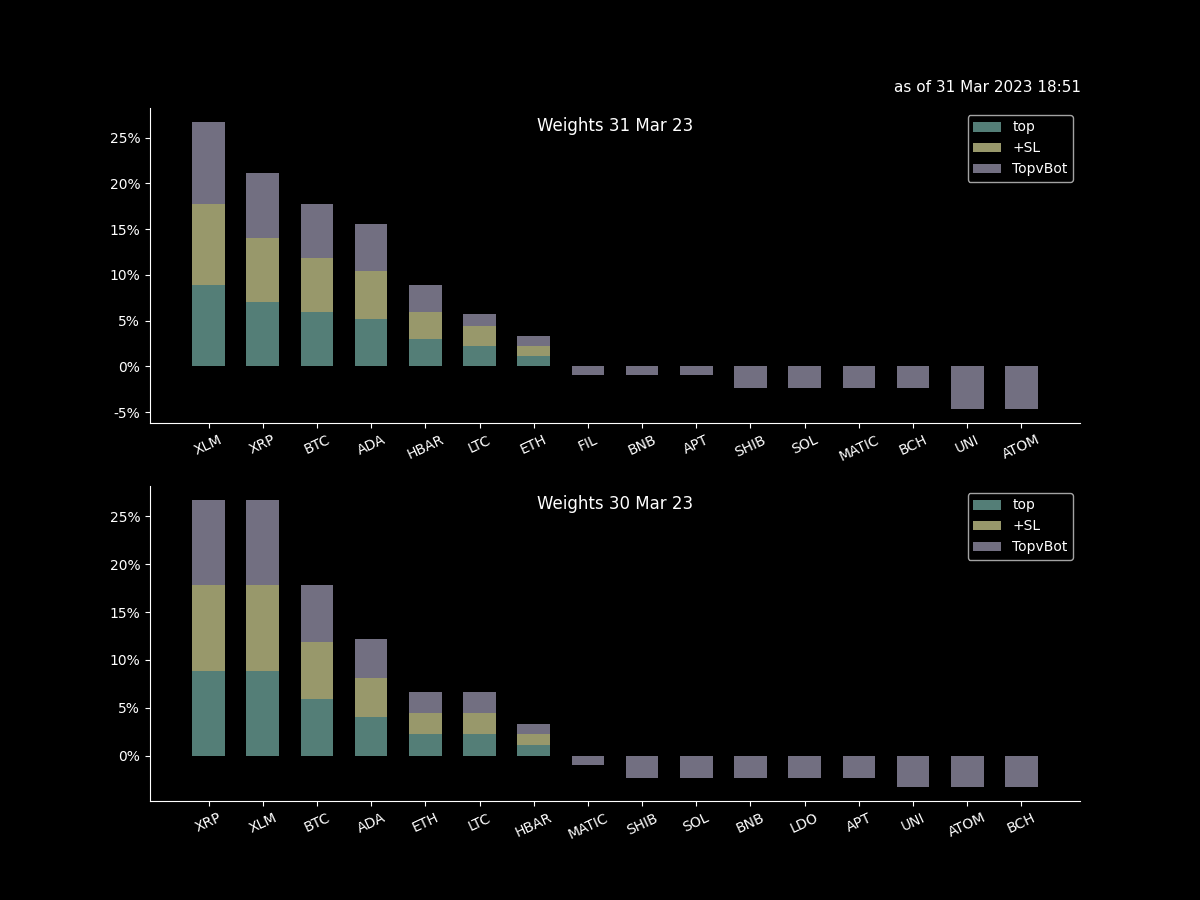 as of 31 Mar 2023 18:51
Weights 31 Mar 23
top
+SL
TopvBot
25%
20%
15%
10%
5%
0%
-5%
XLM XRP BTC ADA HBAR LTC ETH FIL BNB APT SHIB SOL MATIC BCH UNI ATOM
Weights 30 Mar 23
top
+SL
TopvBot
25%
20%
15%
10%
5%
0%
XRP XLM BTC ADA ETH LTC HBAR MATIC SHIB SOL BNB LDO APT UNI ATOM BCH